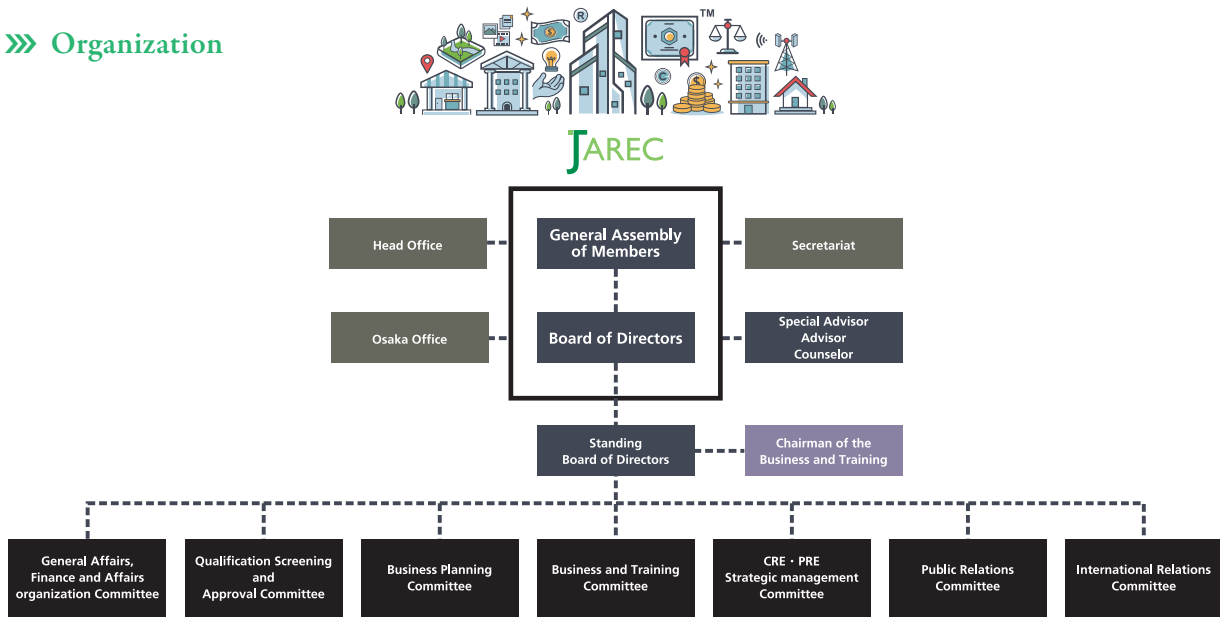 Organization
®
TM
$
©
$
JAREC
Head Office
General Assembly
of Members
Secretariat
Osaka Office
Board of Directors
Special Advisor
Advisor
Counselor
Standing
Board of Directors
Chairman of the
Business and Training
General Affairs,
Finance and Affairs
organization Committee
Qualification Screening
and
Approval Committee
Business Planning
Committee
Business and Training
Committee
CRE・PRE
Strategic management
Committee
Public Relations
Committee
International Relations
Committee